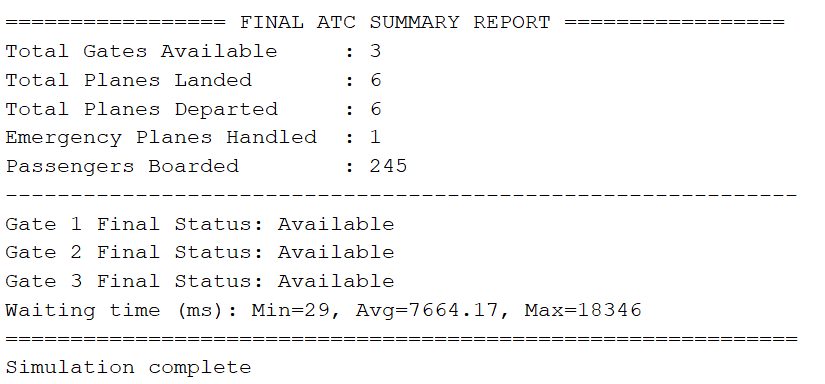 ================= FINAL ATC SUMMARY REPORT =================
Total Gates Available     : 3
Total Planes Landed       : 6
Total Planes Departed     : 6
Emergency Planes Handled  : 1
Passengers Boarded        : 245
-------------------------------------------------------------
Gate 1 Final Status: Available
Gate 2 Final Status: Available
Gate 3 Final Status: Available
Waiting time (ms): Min=29, Avg=7664.17, Max=18346
=============================================================
Simulation complete